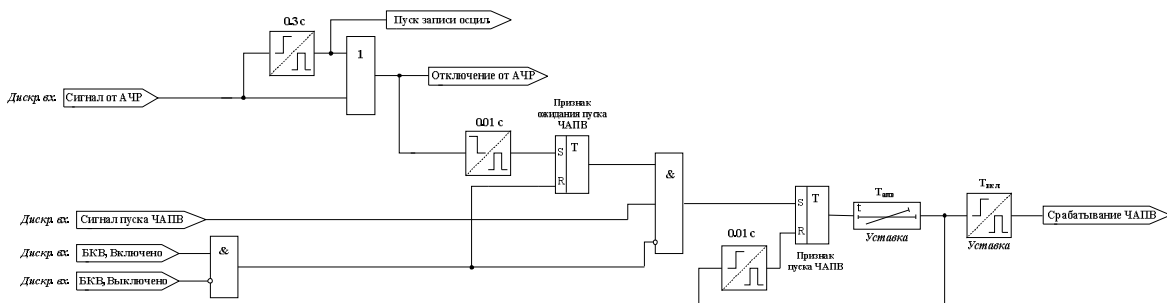 0.3 с
Пуск записи осцил.
1
Отключение от АЧР
Дискр. вх.
Сигнал от АЧР
Признак
ожидания пуска
ЧАПВ
0.01 с
S
T
R
&
Tапв
Tвкл
Дискр. вх.
Сигнал пуска ЧАПВ
S
T
R
t
Уставка
Уставка
Срабатывание ЧАПВ
0.01 с
Дискр. вх.
БКВ, Включено
&
Признак
пуска ЧАПВ
Дискр. вх.
БКВ, Выключено